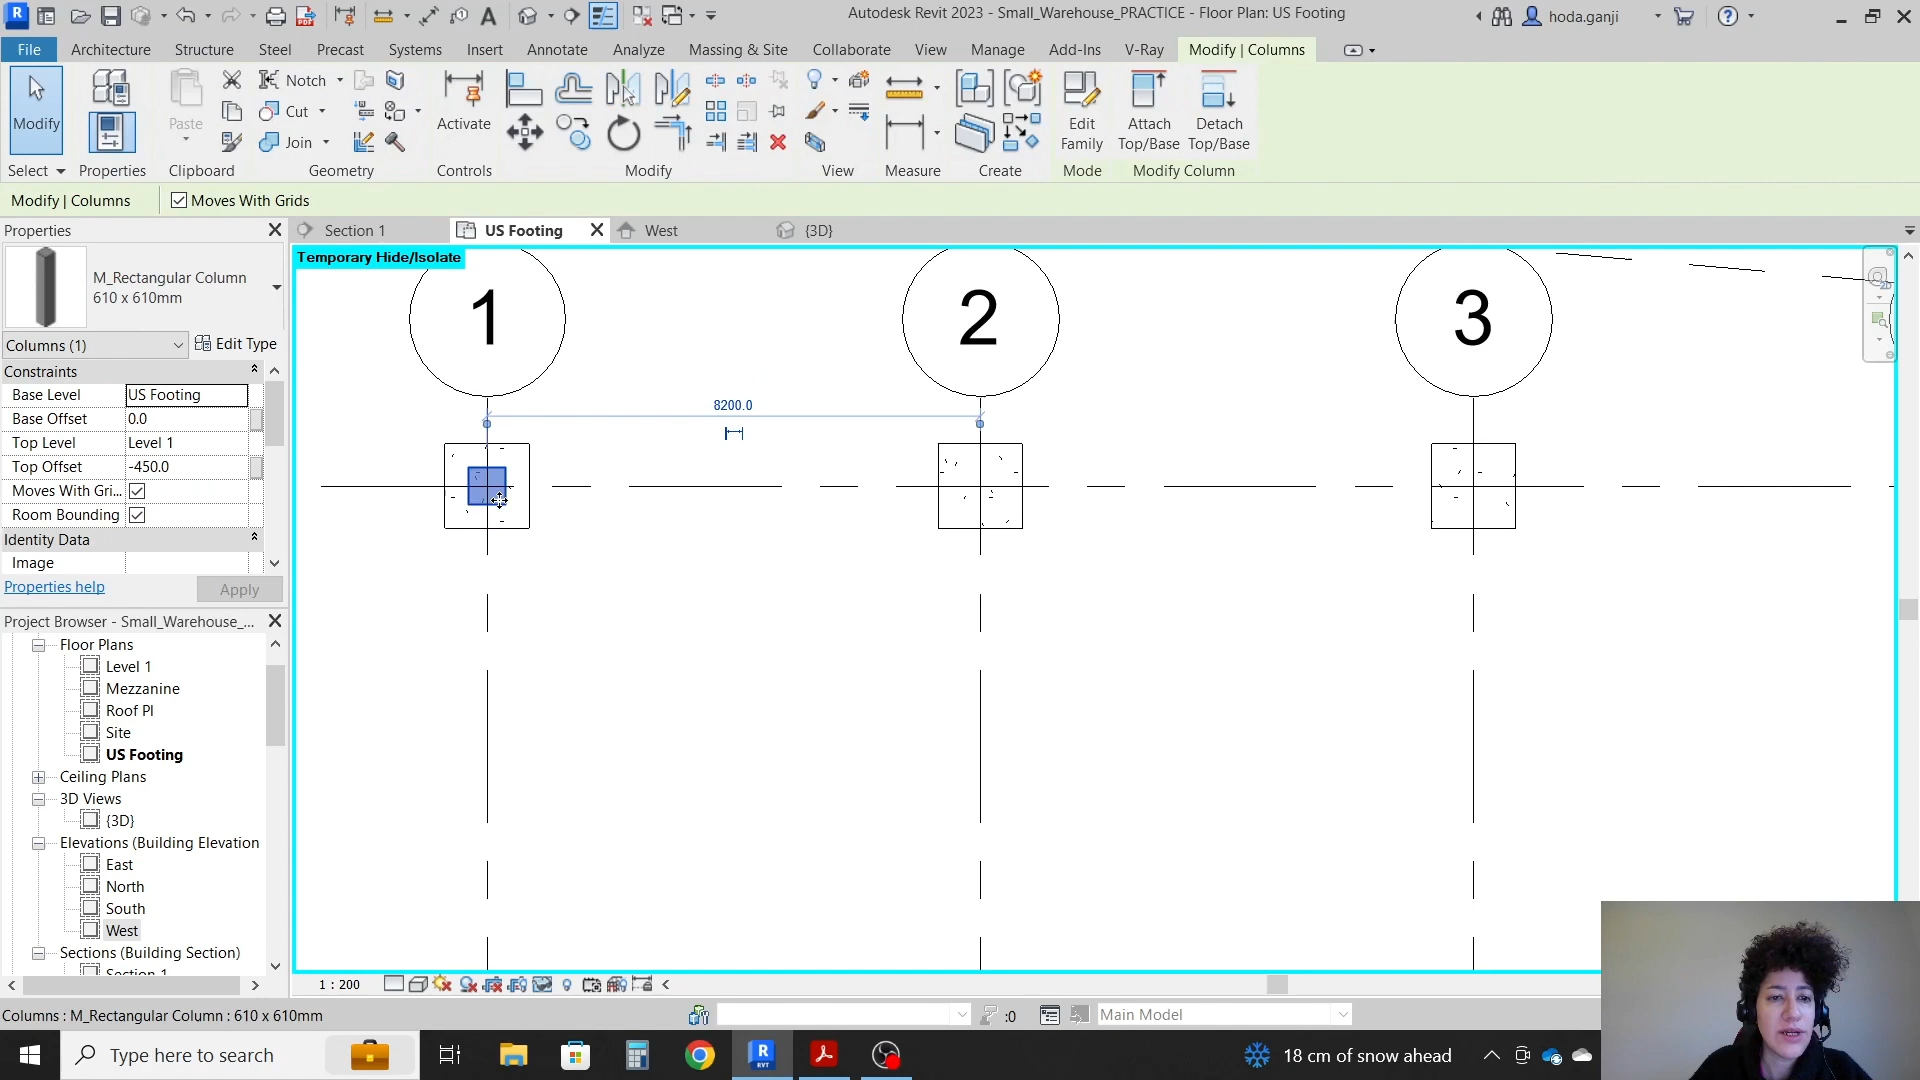 Autodesk Revit 2023 - Small_Warehouse_PRACTICE - Floor Plan: US Footing
hoda.ganji
File Architecture Structure Steel Precast Systems Insert Annotate Analyze Massing & Site Collaborate View Manage Add-Ins V-Ray Modify | Columns
Modify
Paste
Notch
Cut
Join
Activate
Edit Family
Attach Top/Base
Detach Top/Base
Select Properties Clipboard Geometry Controls Modify View Measure Create Mode Modify Column
Modify | Columns Moves With Grids
Properties
Section 1 US Footing West {3D}
M_Rectangular Column
610 x 610mm
Columns (1) Edit Type
Constraints
Base Level US Footing
Base Offset 0.0
Top Level Level 1
Top Offset -450.0
Moves With Gri...
Room Bounding
Identity Data
Image
Properties help Apply
Project Browser - Small_Warehouse_...
Floor Plans
Level 1
Mezzanine
Roof Pl
Site
US Footing
Ceiling Plans
3D Views
{3D}
Elevations (Building Elevation
East
North
South
West
Sections (Building Section)
Section 1
Temporary Hide/Isolate
1 2 3
8200.0
1 : 200
Columns : M_Rectangular Column : 610 x 610mm
:0
Main Model
Type here to search
R
RVT
18 cm of snow ahead